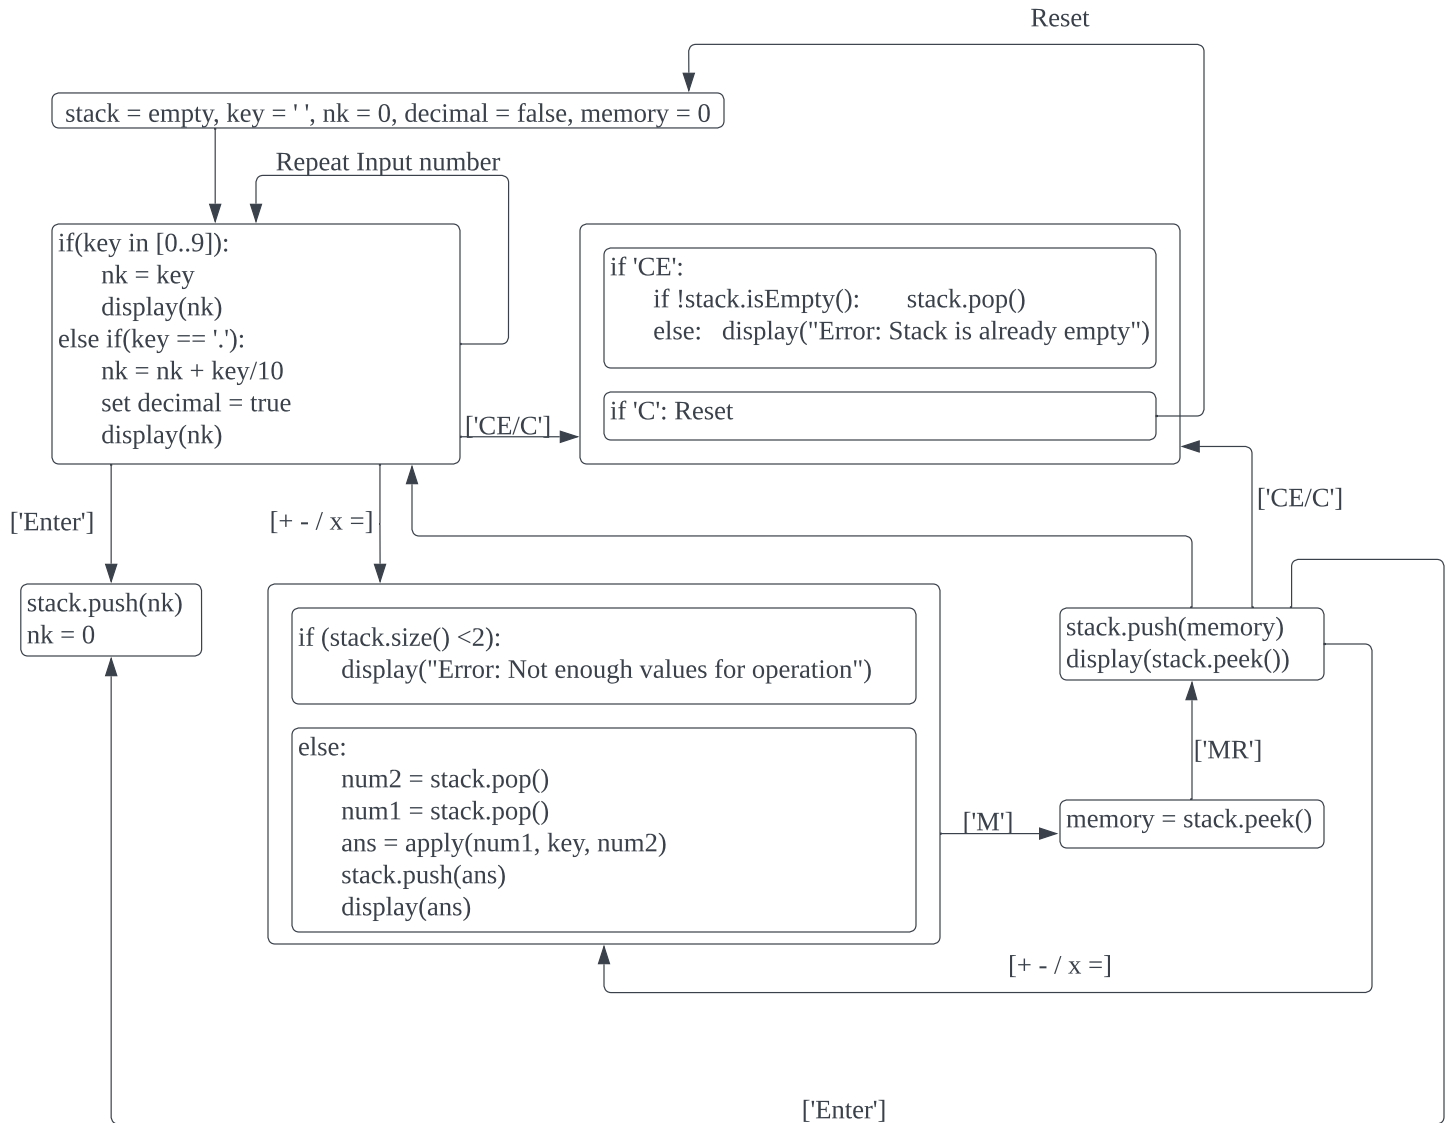 Reset
stack = empty, key = ' ', nk = 0, decimal = false, memory = 0
Repeat Input number
if(key in [0..9]):
nk = key
display(nk)
else if(key == '.'):
nk = nk + key/10
set decimal = true
display(nk)
['CE/C']
if 'CE':
if !stack.isEmpty(): stack.pop()
else: display("Error: Stack is already empty")
if 'C': Reset
['Enter']
[+ - / x =]
['CE/C']
stack.push(nk)
nk = 0
if (stack.size() <2):
display("Error: Not enough values for operation")
else:
num2 = stack.pop()
num1 = stack.pop()
ans = apply(num1, key, num2)
stack.push(ans)
display(ans)
stack.push(memory)
display(stack.peek())
['MR']
['M']
memory = stack.peek()
[+ - / x =]
['Enter']